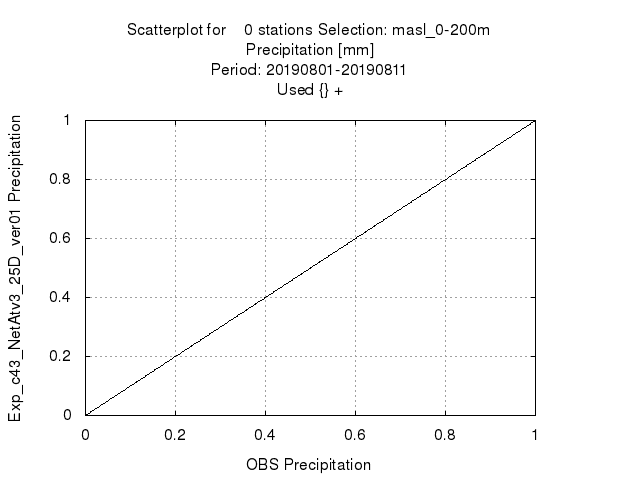 Scatterplot for    0 stations Selection: masl_0-200m
Precipitation [mm]
Period: 20190801-20190811
Used {} +
Exp_c43_NetAtv3_25D_ver01 Precipitation
1
0.8
0.6
0.4
0.2
0
0 0.2 0.4 0.6 0.8 1
OBS Precipitation